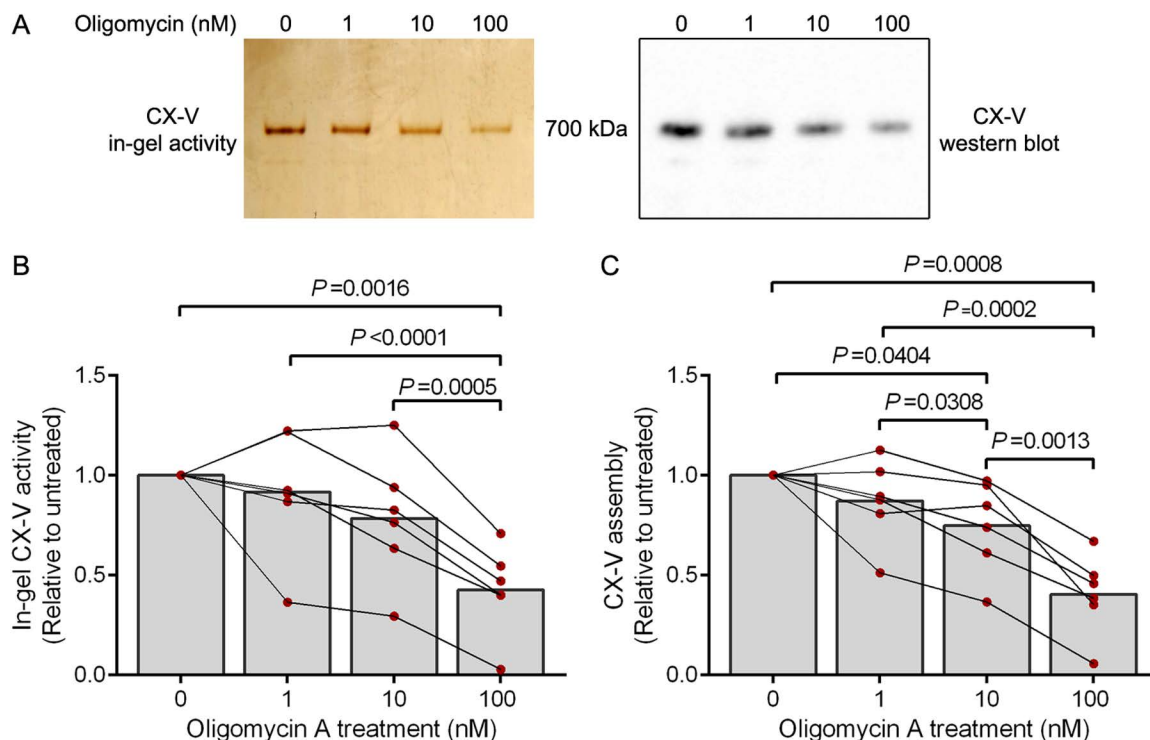 A
Oligomycin (nM)
0 1 10 100
0 1 10 100
CX-V
in-gel activity
700 kDa
CX-V
western blot
B
P=0.0016
P<0.0001
P=0.0005
1.5
1.0
0.5
0.0
In-gel CX-V activity
(Relative to untreated)
0 1 10 100
Oligomycin A treatment (nM)
C
P=0.0008
P=0.0002
P=0.0404
P=0.0308
P=0.0013
1.5
1.0
0.5
0.0
CX-V assembly
(Relative to untreated)
0 1 10 100
Oligomycin A treatment (nM)